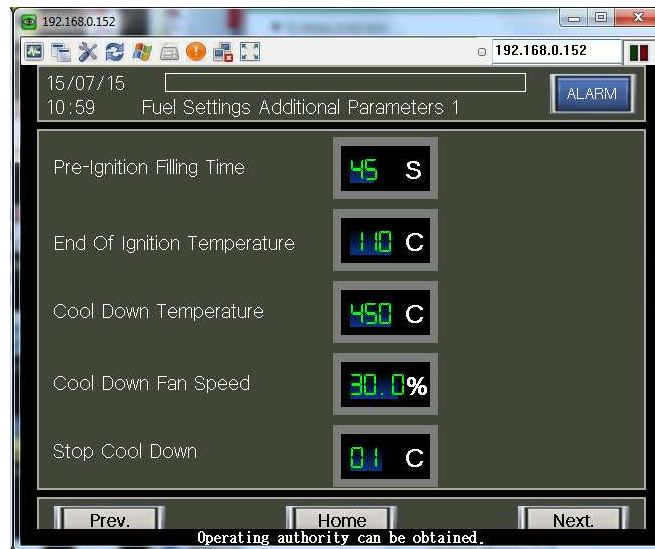 192.168.0.152
192.168.0.152
15/07/15
10:59 Fuel Settings Additional Parameters 1
ALARM
Pre-Ignition Filling Time 45 S
End Of Ignition Temperature 110 C
Cool Down Temperature 450 C
Cool Down Fan Speed 30.0%
Stop Cool Down 01 C
Prev. Home Next.
Operating authority can be obtained.